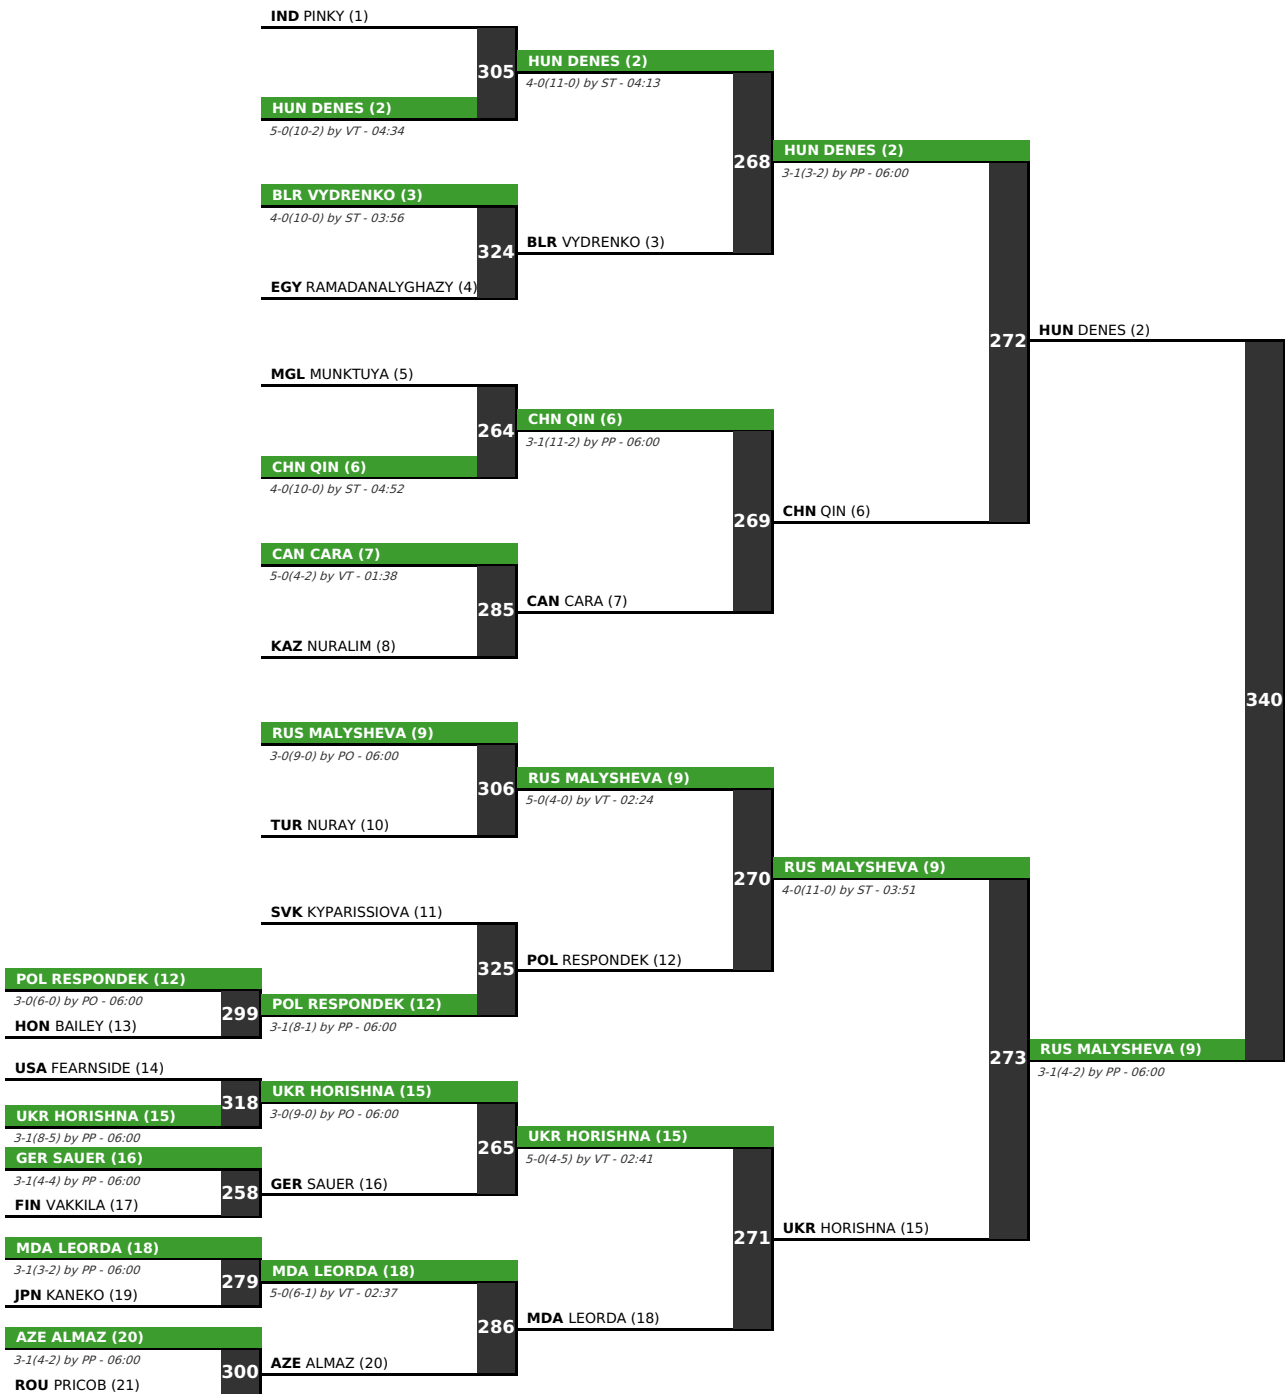 IND PINKY (1)
305
HUN DENES (2)
5-0(10-2) by VT - 04:34
HUN DENES (2)
4-0(11-0) by ST - 04:13
BLR VYDRENKO (3)
4-0(10-0) by ST - 03:56
324
EGY RAMADANALYGHAZY (4)
BLR VYDRENKO (3)
268
HUN DENES (2)
3-1(3-2) by PP - 06:00
MGL MUNKTUYA (5)
264
CHN QIN (6)
4-0(10-0) by ST - 04:52
CHN QIN (6)
3-1(11-2) by PP - 06:00
CAN CARA (7)
5-0(4-2) by VT - 01:38
285
KAZ NURALIM (8)
CAN CARA (7)
269
CHN QIN (6)
272
HUN DENES (2)
340
RUS MALYSHEVA (9)
3-0(9-0) by PO - 06:00
306
TUR NURAY (10)
RUS MALYSHEVA (9)
5-0(4-0) by VT - 02:24
270
RUS MALYSHEVA (9)
4-0(11-0) by ST - 03:51
SVK KYPARISSIOVA (11)
325
POL RESPONDEK (12)
POL RESPONDEK (12)
3-0(6-0) by PO - 06:00
299
HON BAILEY (13)
POL RESPONDEK (12)
3-1(8-1) by PP - 06:00
273
RUS MALYSHEVA (9)
3-1(4-2) by PP - 06:00
USA FEARNSIDE (14)
318
UKR HORISHNA (15)
3-1(8-5) by PP - 06:00
UKR HORISHNA (15)
3-0(9-0) by PO - 06:00
265
GER SAUER (16)
3-1(4-4) by PP - 06:00
258
FIN VAKKILA (17)
GER SAUER (16)
UKR HORISHNA (15)
5-0(4-5) by VT - 02:41
271
UKR HORISHNA (15)
MDA LEORDA (18)
3-1(3-2) by PP - 06:00
279
JPN KANEKO (19)
MDA LEORDA (18)
5-0(6-1) by VT - 02:37
286
MDA LEORDA (18)
AZE ALMAZ (20)
3-1(4-2) by PP - 06:00
300
ROU PRICOB (21)
AZE ALMAZ (20)